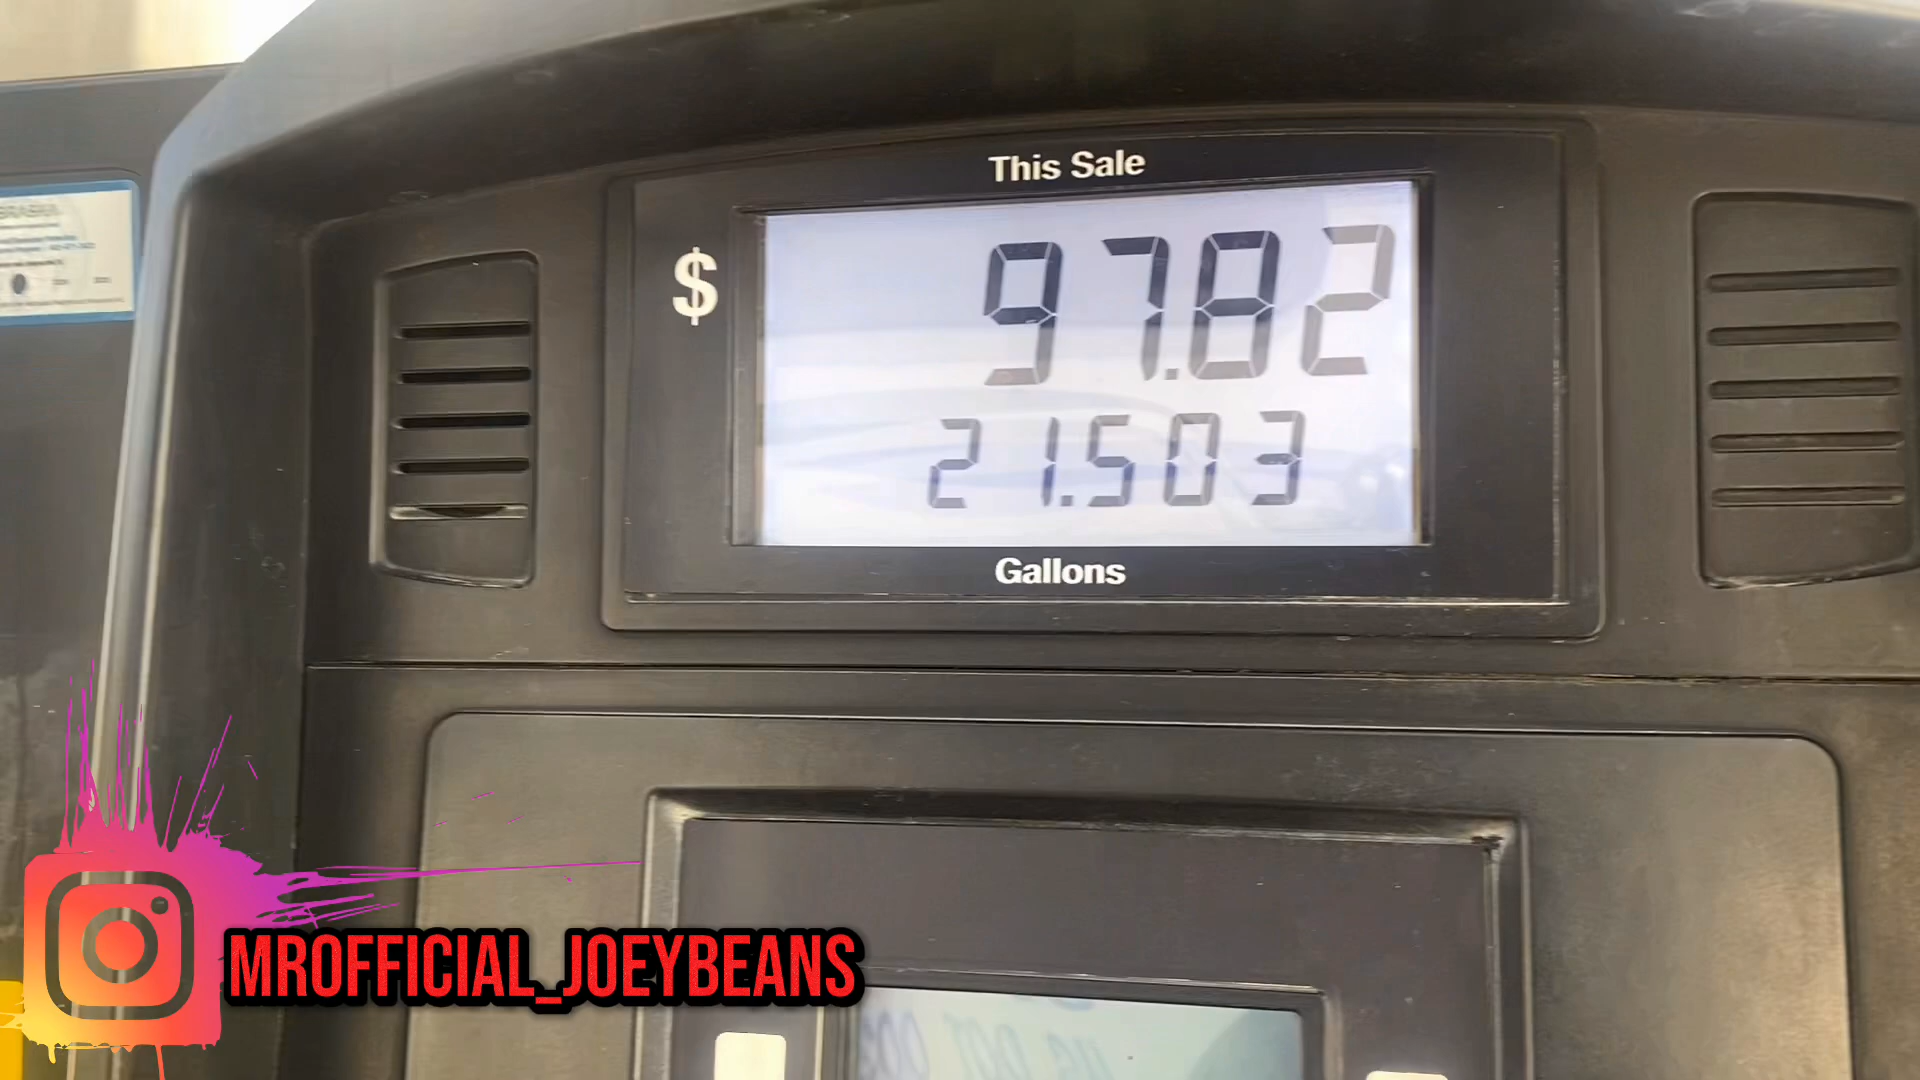 This Sale
$ 97.82
21.503
Gallons
MROFFICIAL_JOEYBEANS